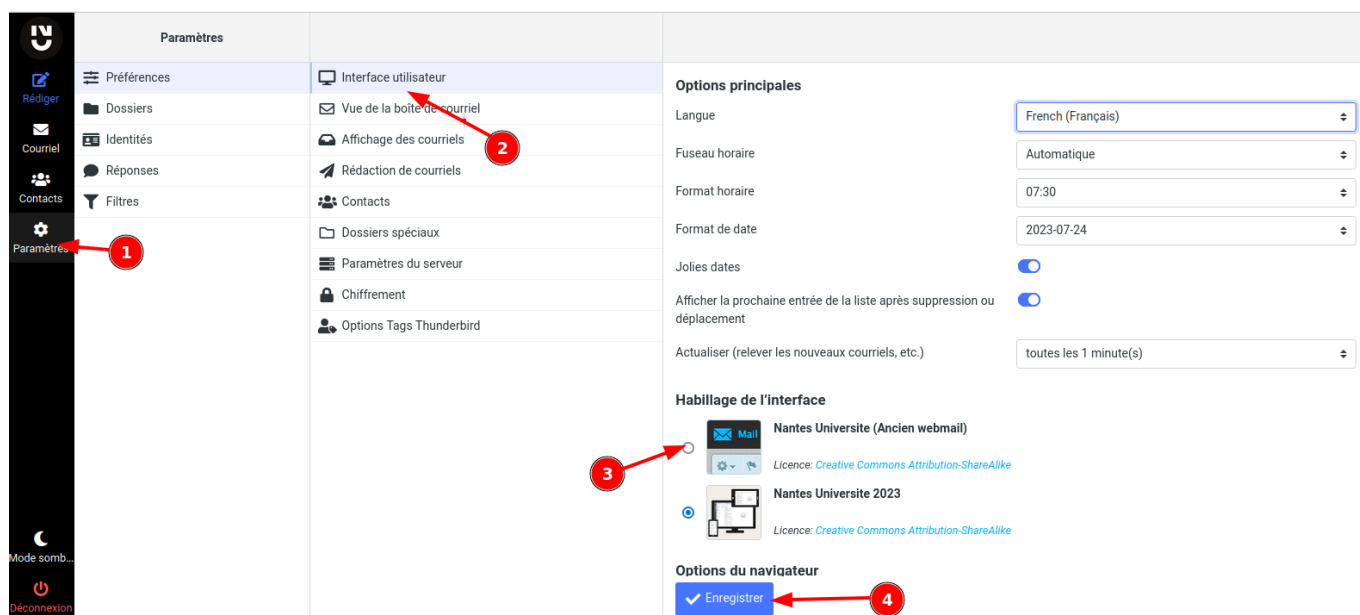 NU
Rédiger
Courriel
Contacts
Paramètres
Mode somb...
Déconnexion
Paramètres
Préférences
Dossiers
Identités
Réponses
Filtres
Interface utilisateur
Vue de la boîte de courriel
Affichage des courriels
Rédaction de courriels
Contacts
Dossiers spéciaux
Paramètres du serveur
Chiffrement
Options Tags Thunderbird
1
2
3
4
Options principales
Langue
French (Français)
Fuseau horaire
Automatique
Format horaire
07:30
Format de date
2023-07-24
Jolies dates
Afficher la prochaine entrée de la liste après suppression ou
déplacement
Actualiser (relever les nouveaux courriels, etc.)
toutes les 1 minute(s)
Habillage de l’interface
Mail
Nantes Universite (Ancien webmail)
Licence: Creative Commons Attribution-ShareAlike
Nantes Universite 2023
Licence: Creative Commons Attribution-ShareAlike
Options du navigateur
Enregistrer